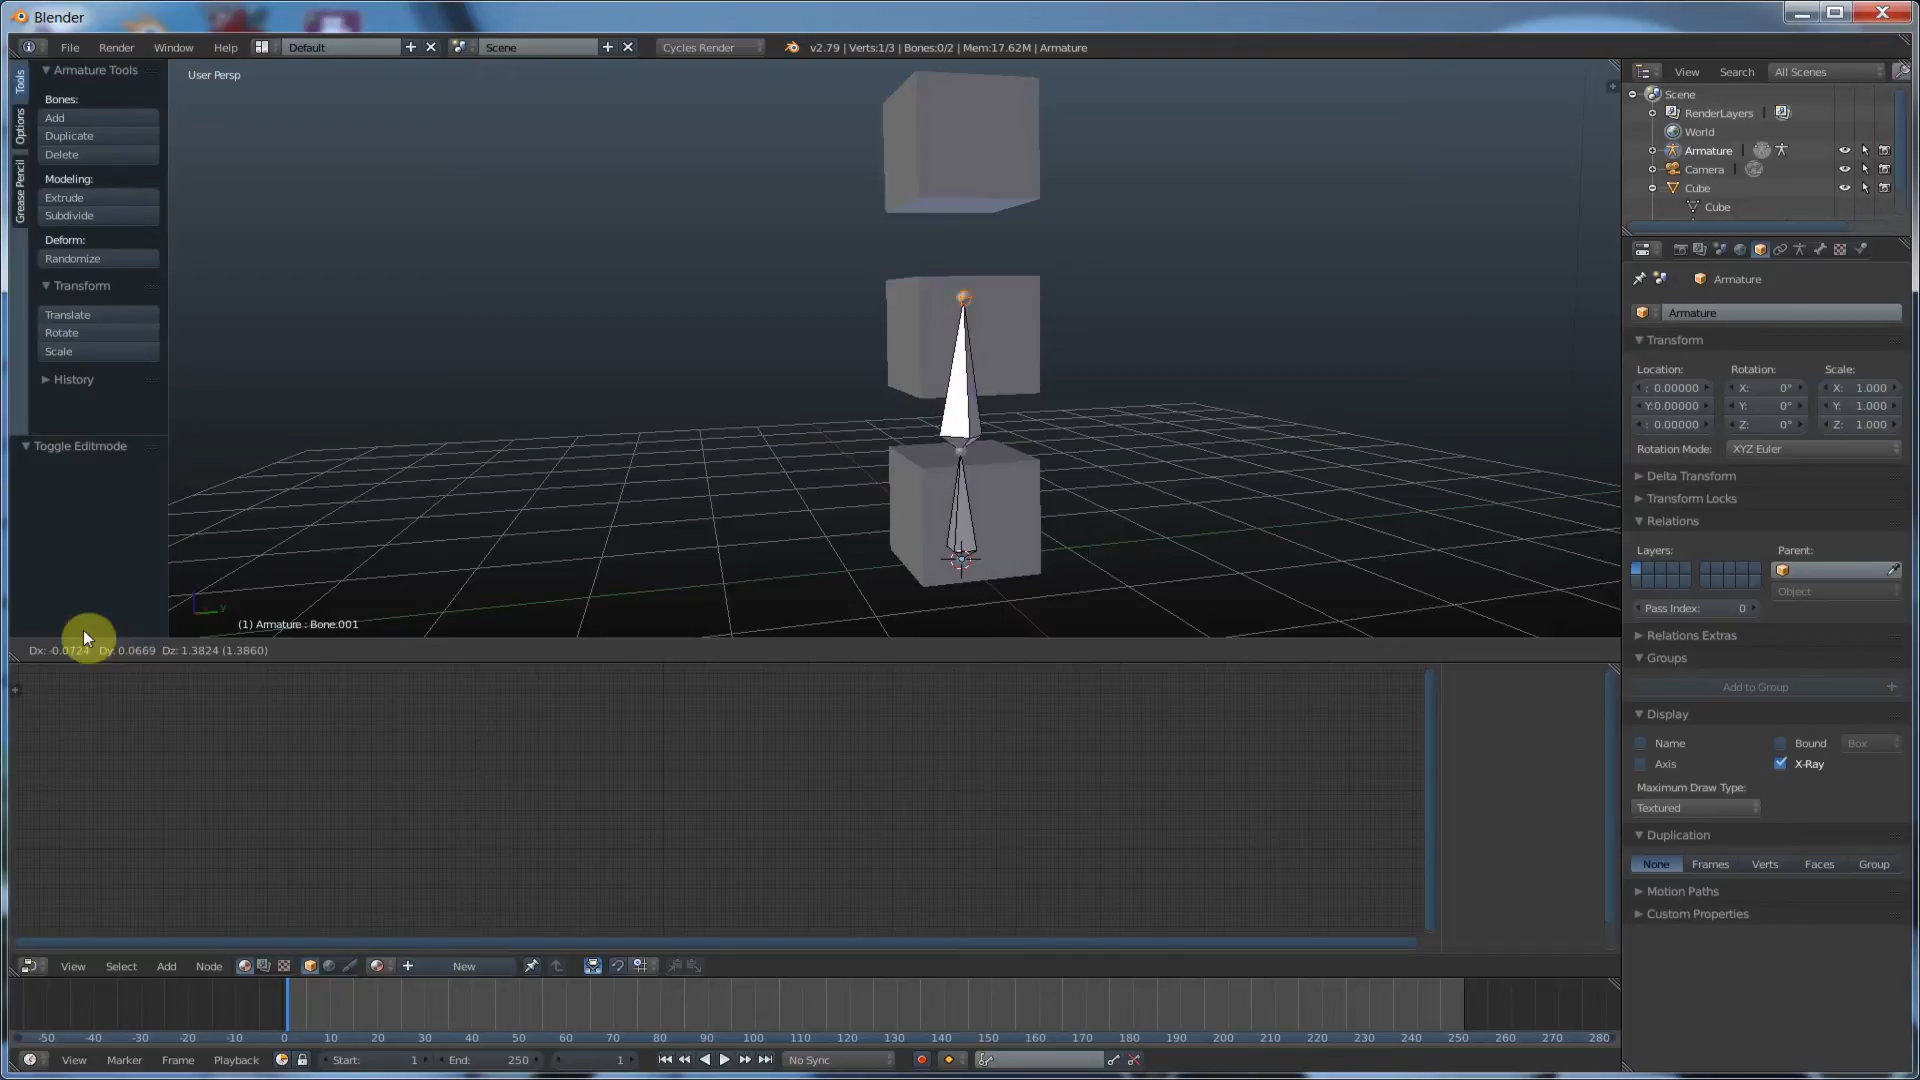 Blender
File Render Window Help Default Scene Cycles Render v2.79 | Verts:1/3 | Bones:0/2 | Mem:17.62M | Armature
Tools
Options
Grease Pencil
Armature Tools
Bones:
Add
Duplicate
Delete
Modeling:
Extrude
Subdivide
Deform:
Randomize
Transform
Translate
Rotate
Scale
History
Toggle Editmode
User Persp
y
(1) Armature : Bone.001
Dx: -0.0724 Dy: 0.0669 Dz: 1.3824 (1.3860)
View Search All Scenes
Scene
RenderLayers |
World
Armature |
Camera |
Cube
Cube
Armature
Armature
Transform
Location: Rotation: Scale:
: 0.00000 X: 0° X: 1.000
Y:0.00000 Y: 0° Y: 1.000
: 0.00000 Z: 0° Z: 1.000
Rotation Mode: XYZ Euler
Delta Transform
Transform Locks
Relations
Layers: Parent:
Object
Pass Index: 0
Relations Extras
Groups
Add to Group
Display
Name Bound Box
Axis X-Ray
Maximum Draw Type:
Textured
Duplication
None Frames Verts Faces Group
Motion Paths
Custom Properties
View Select Add Node New
-50 -40 -30 -20 -10 0 10 20 30 40 50 60 70 80 90 100 110 120 130 140 150 160 170 180 190 200 210 220 230 240 250 260 270 280
View Marker Frame Playback Start: 1 End: 250 1 No Sync